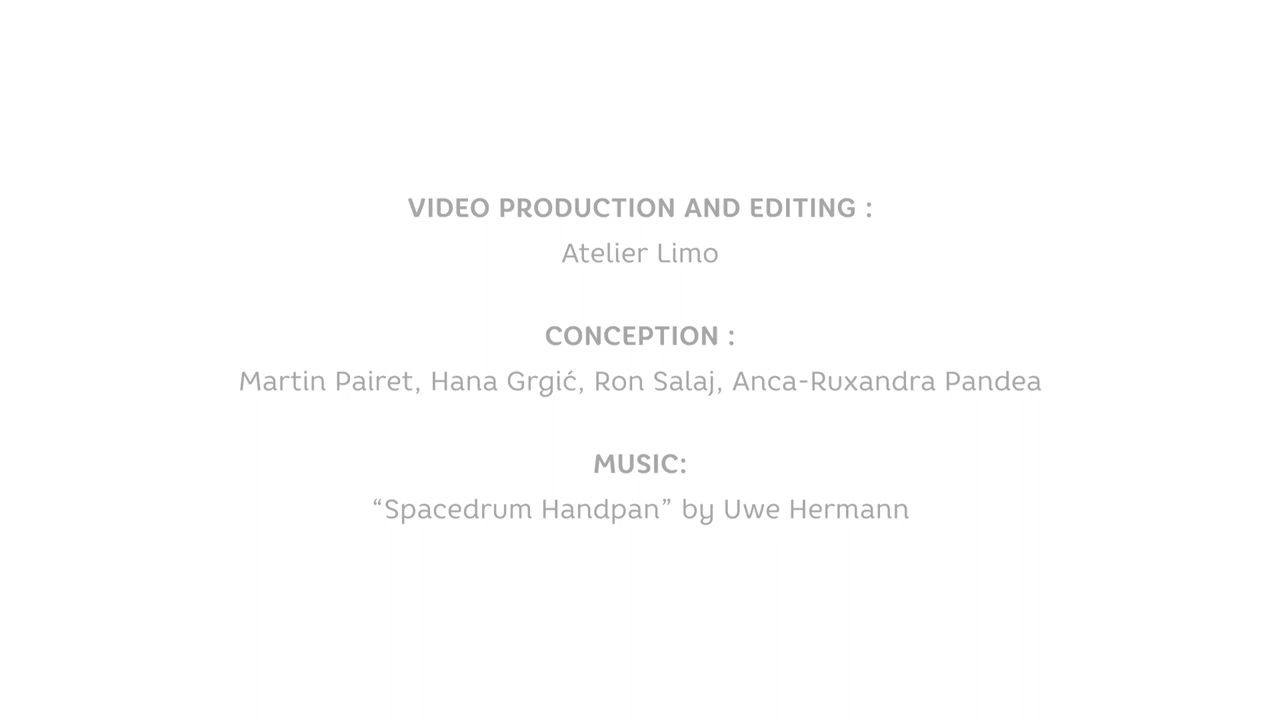 VIDEO PRODUCTION AND EDITING :
Atelier Limo
CONCEPTION :
Martin Pairet, Hana Grgić, Ron Salaj, Anca-Ruxandra Pandea
MUSIC:
“Spacedrum Handpan” by Uwe Hermann